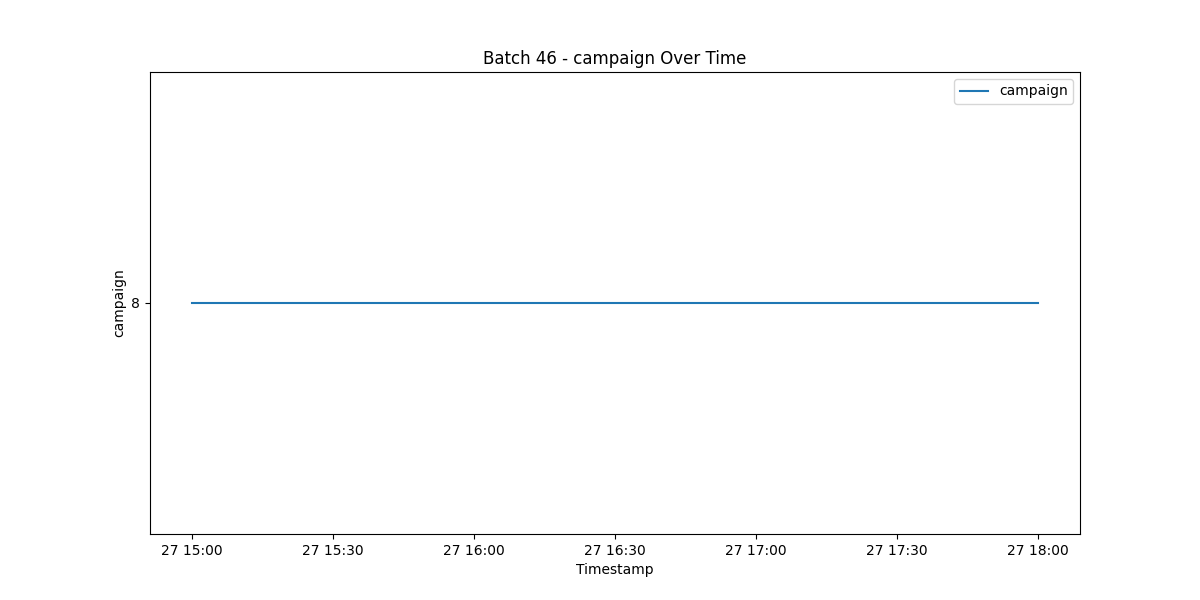 Batch 46 - campaign Over Time
campaign
campaign
8
27 15:00 27 15:30 27 16:00 27 16:30 27 17:00 27 17:30 27 18:00
Timestamp